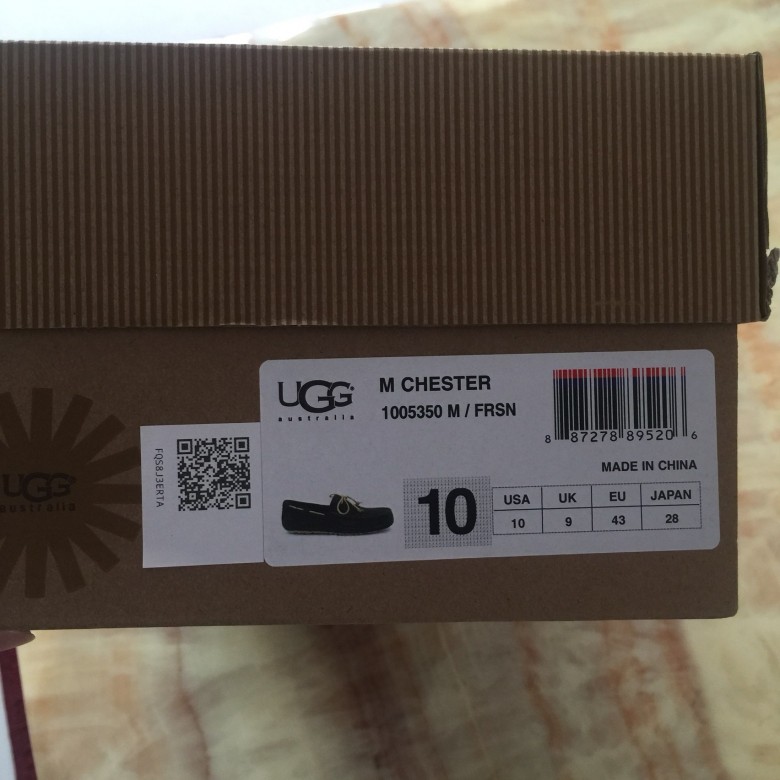 UGG
australia
FQS8J3ERTA
UGG
australia
M CHESTER
1005350 M / FRSN
8 87278 89520 6
MADE IN CHINA
10
USA UK EU JAPAN
10 9 43 28